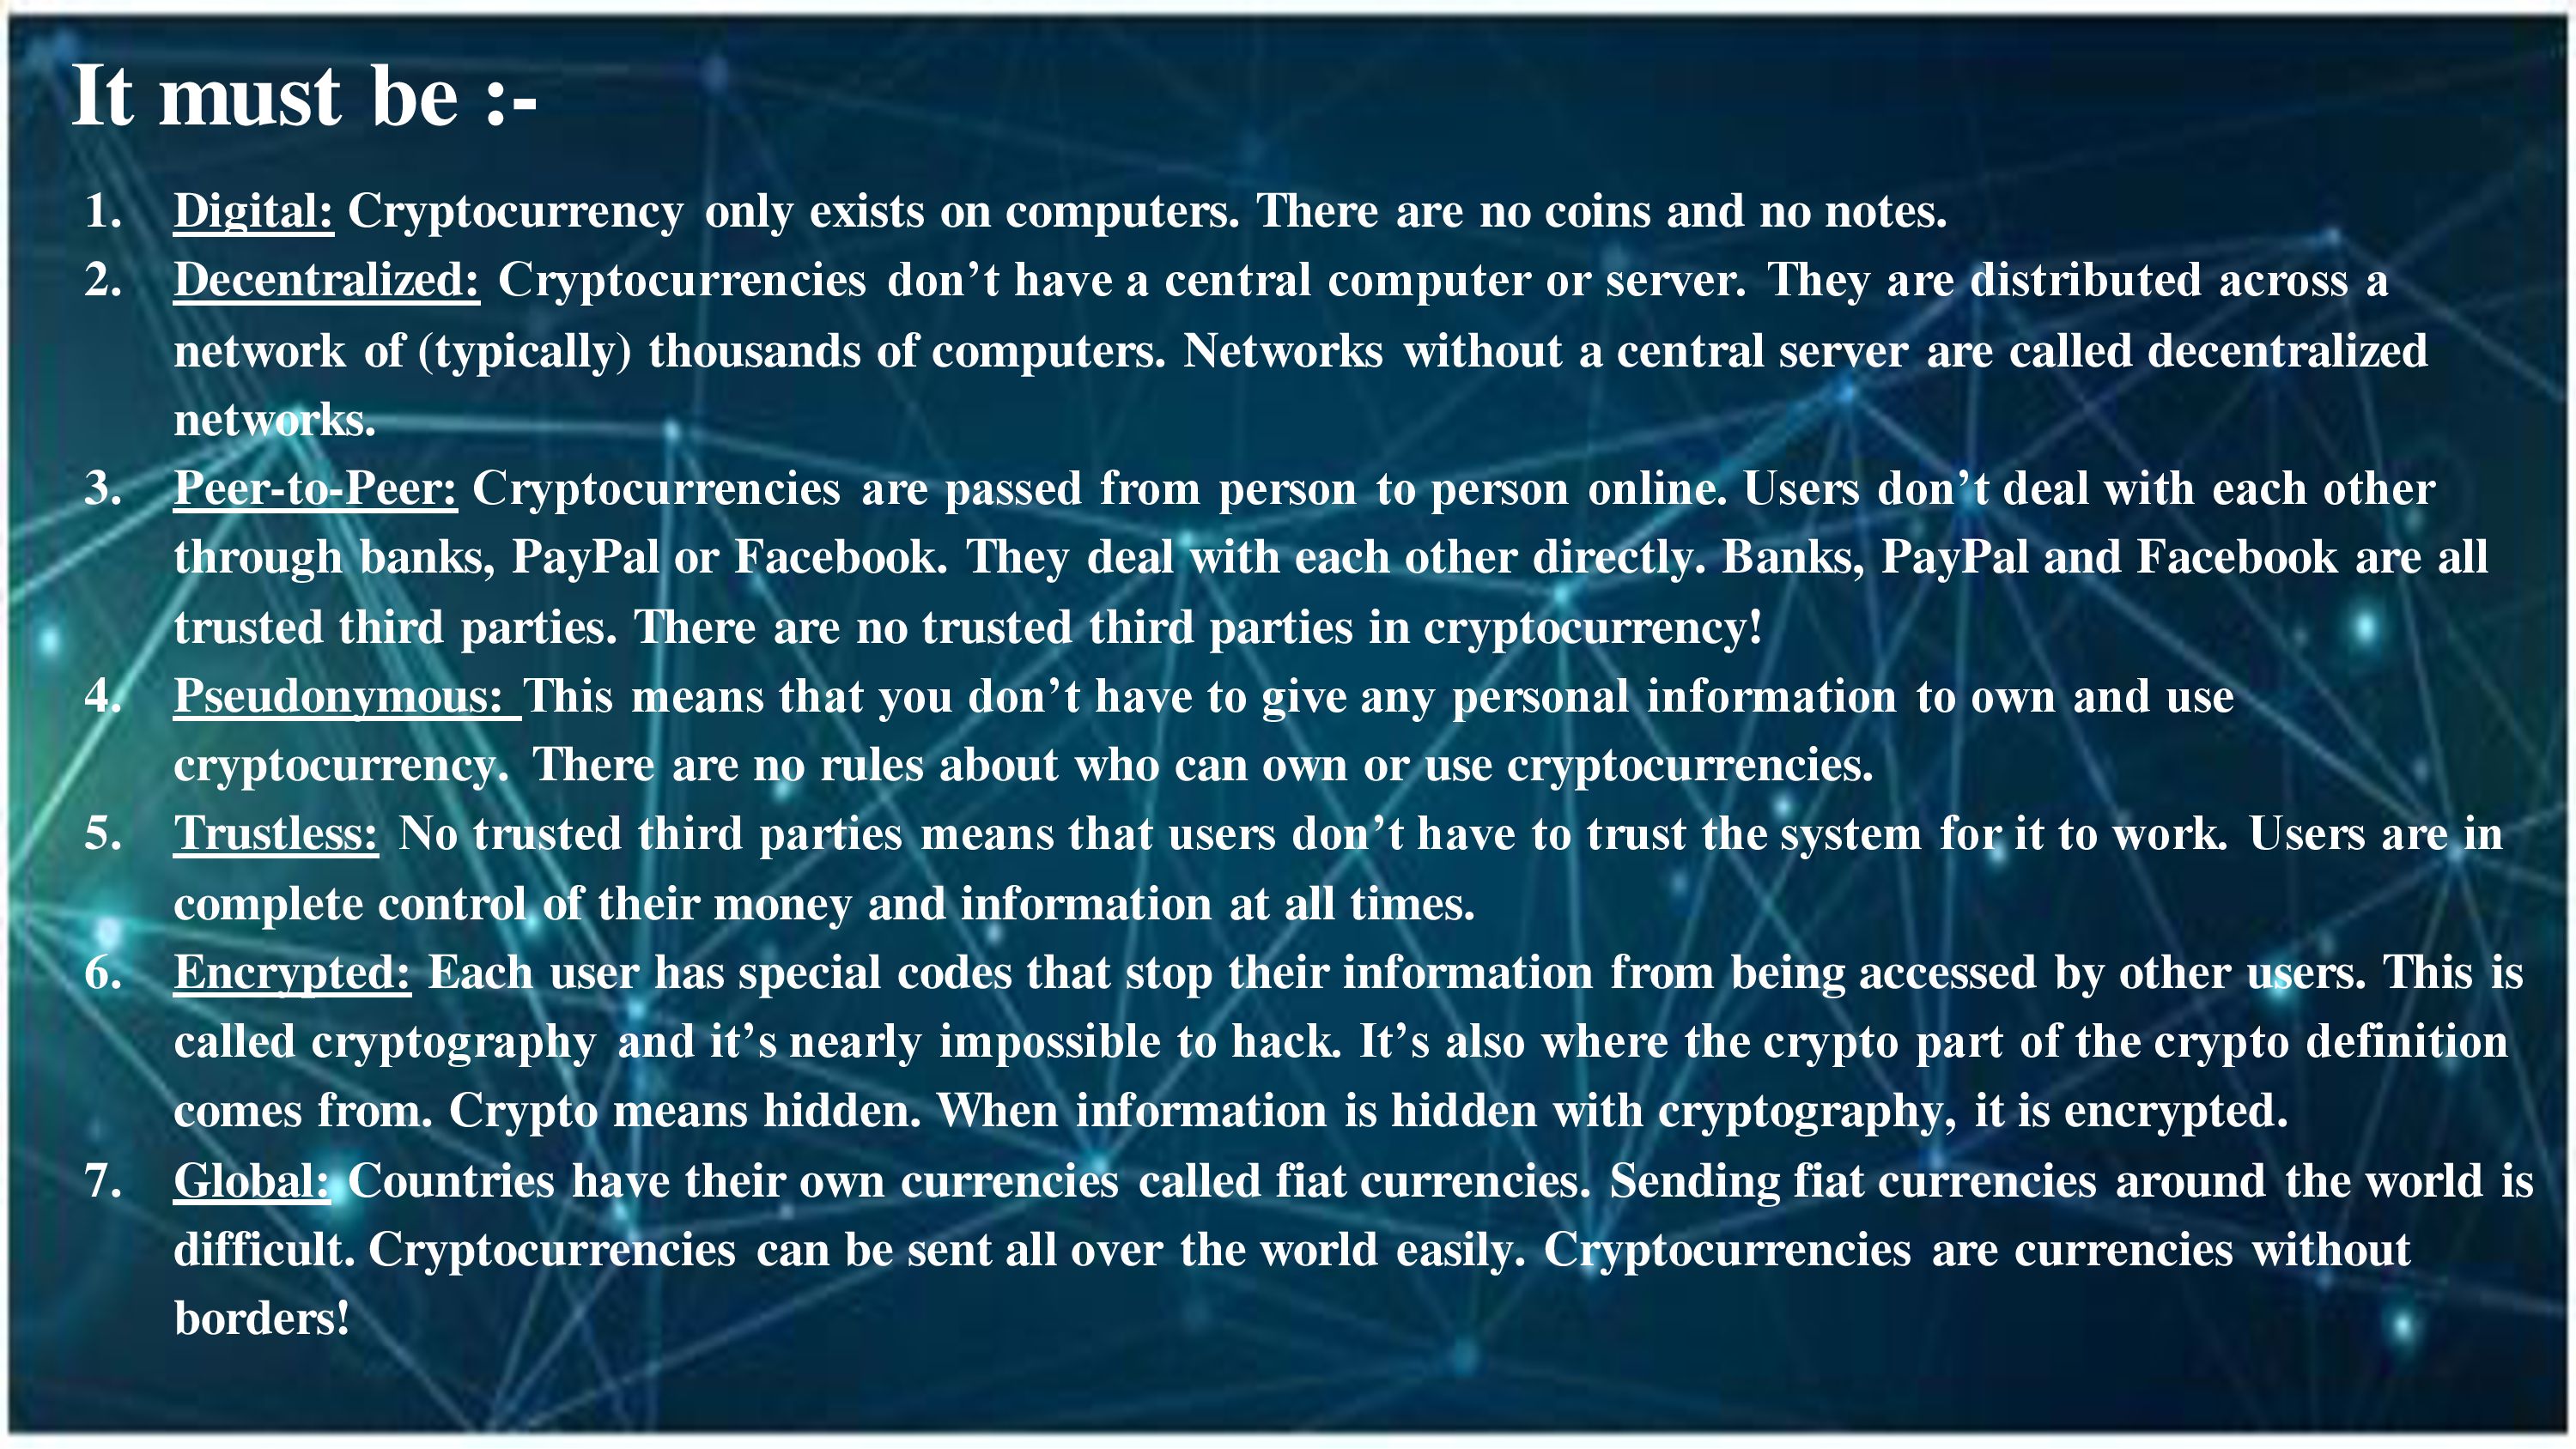 It must be :-
1. Digital: Cryptocurrency only exists on computers. There are no coins and no notes.
2. Decentralized: Cryptocurrencies don’t have a central computer or server. They are distributed across a
network of (typically) thousands of computers. Networks without a central server are called decentralized
networks.
3. Peer-to-Peer: Cryptocurrencies are passed from person to person online. Users don’t deal with each other
through banks, PayPal or Facebook. They deal with each other directly. Banks, PayPal and Facebook are all
trusted third parties. There are no trusted third parties in cryptocurrency!
4. Pseudonymous: This means that you don’t have to give any personal information to own and use
cryptocurrency. There are no rules about who can own or use cryptocurrencies.
5. Trustless: No trusted third parties means that users don’t have to trust the system for it to work. Users are in
complete control of their money and information at all times.
6. Encrypted: Each user has special codes that stop their information from being accessed by other users. This is
called cryptography and it’s nearly impossible to hack. It’s also where the crypto part of the crypto definition
comes from. Crypto means hidden. When information is hidden with cryptography, it is encrypted.
7. Global: Countries have their own currencies called fiat currencies. Sending fiat currencies around the world is
difficult. Cryptocurrencies can be sent all over the world easily. Cryptocurrencies are currencies without
borders!